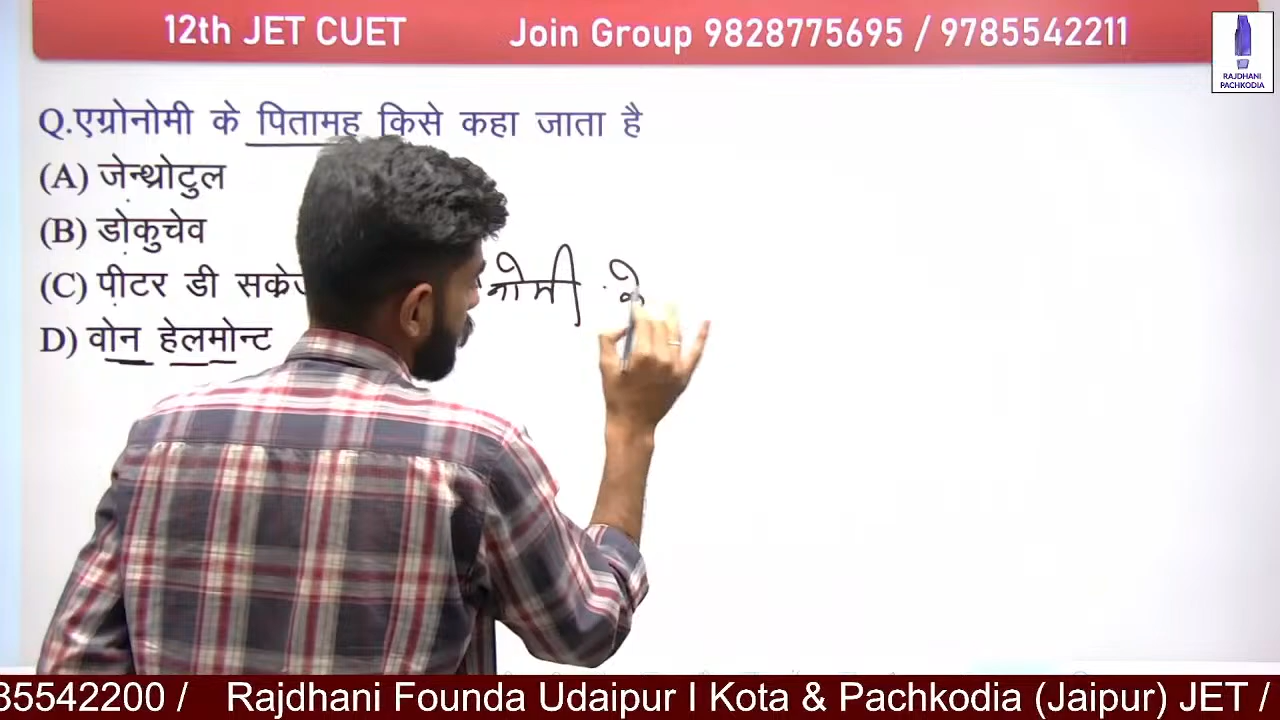 12th JET CUET
Join Group 9828775695 / 9785542211
RAJDHANI
PACHKODIA
Q.एग्रोनोमी के पितामह किसे कहा जाता है
(A) जेन्थ्रोटुल
(B) डोकुचेव
(C) पीटर डी
नोमी के
D) वोन हेलमोन्ट
35542200 / Rajdhani Founda Udaipur l Kota & Pachkodia (Jaipur) JET /